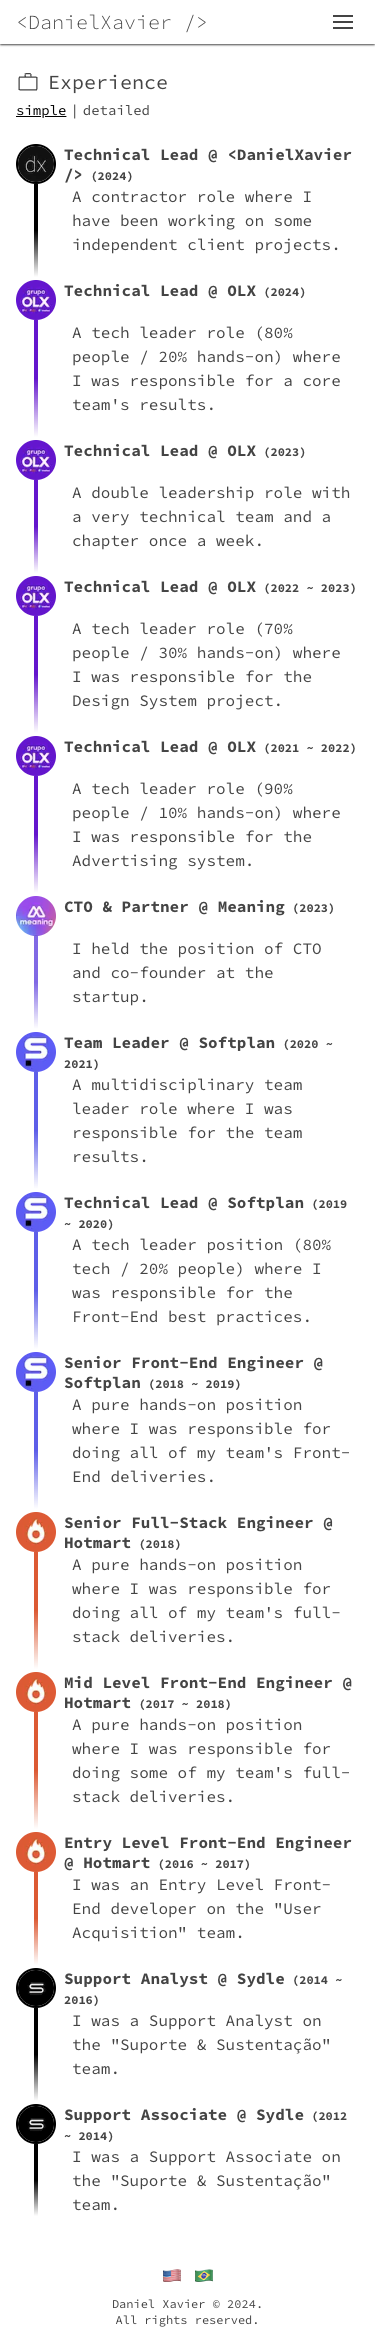 <DanielXavier />
Experience
simple | detailed
dx
Technical Lead @ <DanielXavier
/> (2024)
A contractor role where I
have been working on some
independent client projects.
grupo
OLX
Technical Lead @ OLX (2024)
A tech leader role (80%
people / 20% hands-on) where
I was responsible for a core
team's results.
grupo
OLX
Technical Lead @ OLX (2023)
A double leadership role with
a very technical team and a
chapter once a week.
grupo
OLX
Technical Lead @ OLX (2022 ~ 2023)
A tech leader role (70%
people / 30% hands-on) where
I was responsible for the
Design System project.
grupo
OLX
Technical Lead @ OLX (2021 ~ 2022)
A tech leader role (90%
people / 10% hands-on) where
I was responsible for the
Advertising system.
meaning
CTO & Partner @ Meaning (2023)
I held the position of CTO
and co-founder at the
startup.
Team Leader @ Softplan (2020 ~
2021)
A multidisciplinary team
leader role where I was
responsible for the team
results.
Technical Lead @ Softplan (2019
~ 2020)
A tech leader position (80%
tech / 20% people) where I
was responsible for the
Front-End best practices.
Senior Front-End Engineer @
Softplan (2018 ~ 2019)
A pure hands-on position
where I was responsible for
doing all of my team's Front-
End deliveries.
Senior Full-Stack Engineer @
Hotmart (2018)
A pure hands-on position
where I was responsible for
doing all of my team's full-
stack deliveries.
Mid Level Front-End Engineer @
Hotmart (2017 ~ 2018)
A pure hands-on position
where I was responsible for
doing some of my team's full-
stack deliveries.
Entry Level Front-End Engineer
@ Hotmart (2016 ~ 2017)
I was an Entry Level Front-
End developer on the "User
Acquisition" team.
Support Analyst @ Sydle (2014 ~
2016)
I was a Support Analyst on
the "Suporte & Sustentação"
team.
Support Associate @ Sydle (2012
~ 2014)
I was a Support Associate on
the "Suporte & Sustentação"
team.
Daniel Xavier © 2024.
All rights reserved.